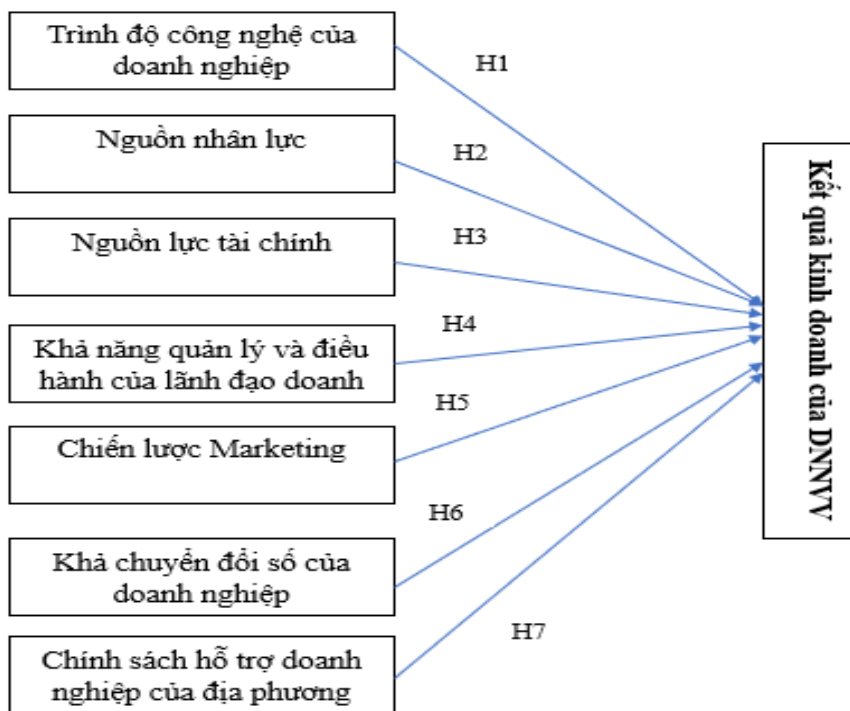 Trình độ công nghệ của
doanh nghiệp
H1
Nguồn nhân lực
H2
Nguồn lực tài chính
H3
Khả năng quản lý và điều
hành của lãnh đạo doanh
H4
Chiến lược Marketing
H5
Khả chuyển đổi số của
doanh nghiệp
H6
Chính sách hỗ trợ doanh
nghiệp của địa phương
H7
Kết quả kinh doanh của DNNVV